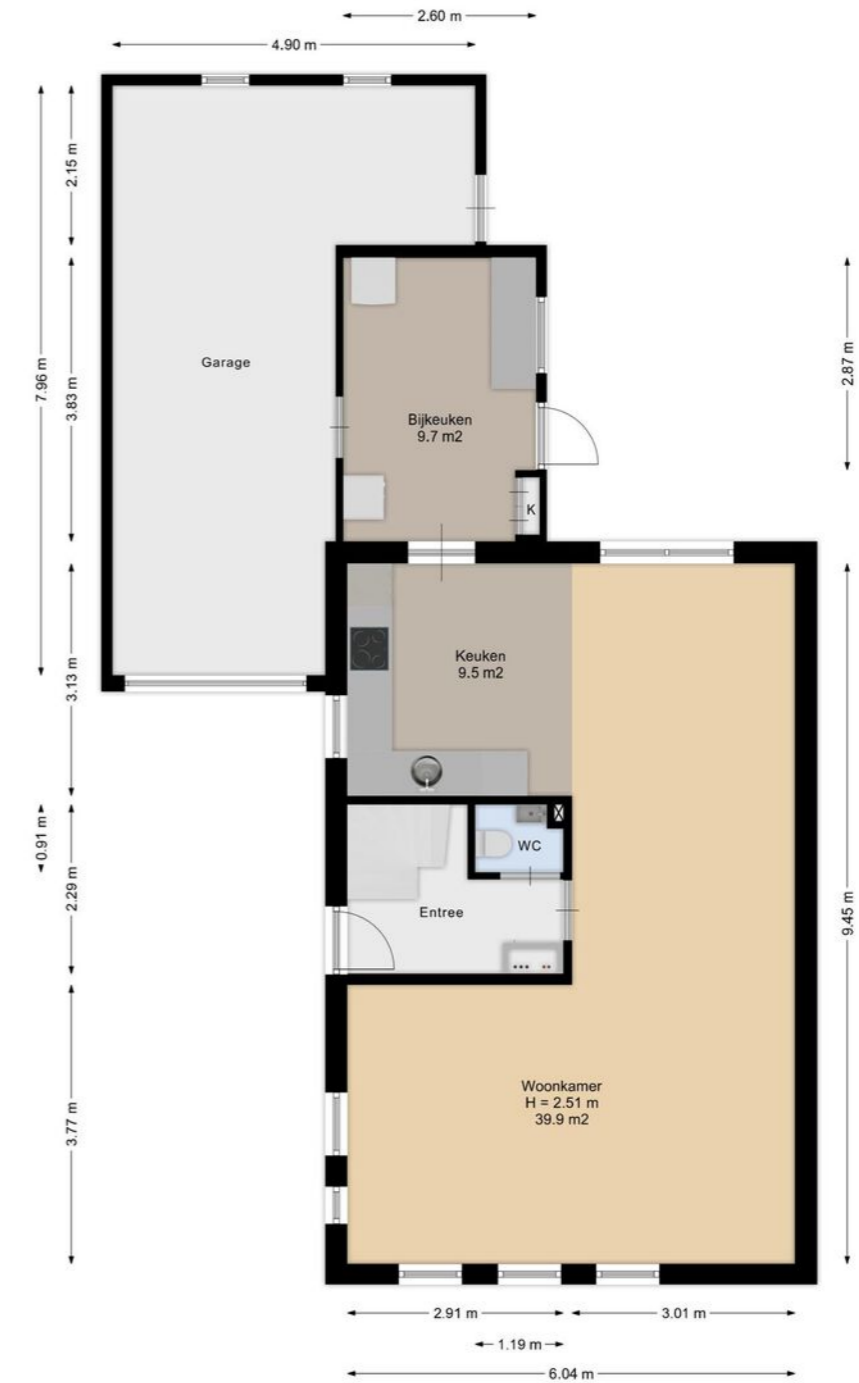 2.60 m
4.90 m
2.15 m
7.96 m
3.83 m
2.87 m
Garage
Bijkeuken
9.7 m2
K
3.13 m
Keuken
9.5 m2
0.91 m
2.29 m
WC
Entree
9.45 m
Woonkamer
H = 2.51 m
39.9 m2
3.77 m
2.91 m
3.01 m
1.19 m
6.04 m